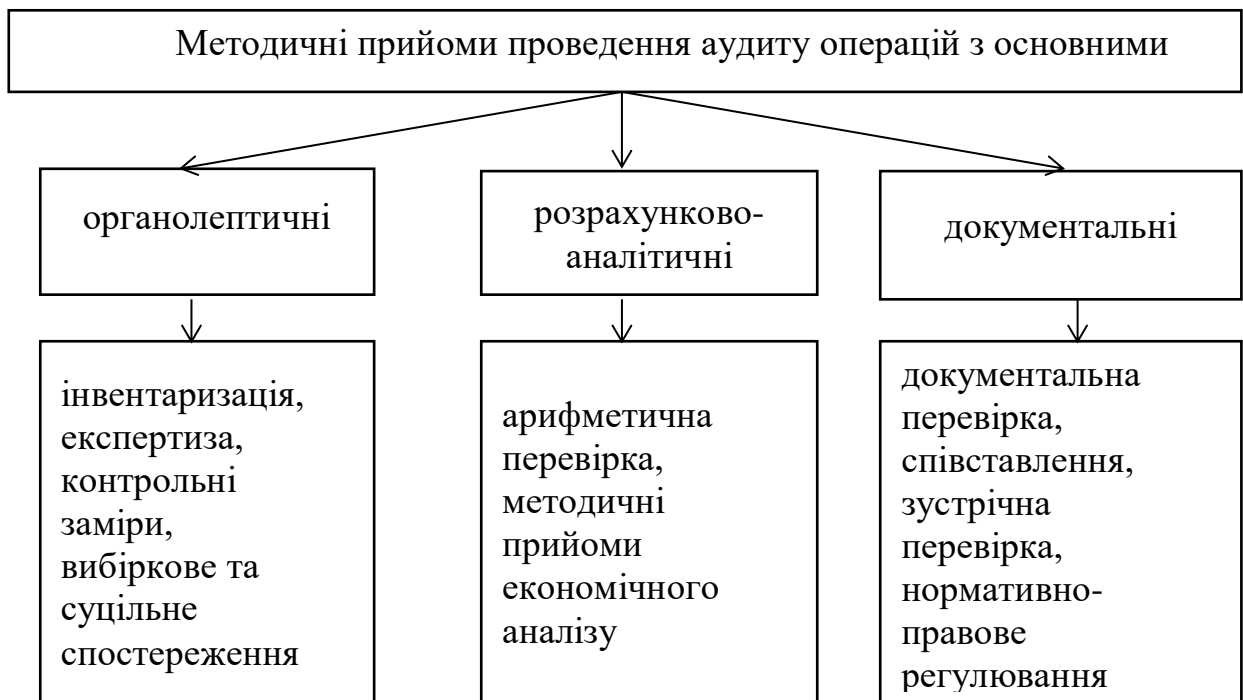 Методичні прийоми проведення аудиту операцій з основними
органолептичні
розрахунково-
аналітичні
документальні
інвентаризація,
експертиза,
контрольні
заміри,
вибіркове та
суцільне
спостереження
арифметична
перевірка,
методичні
прийоми
економічного
аналізу
документальна
перевірка,
співставлення,
зустрічна
перевірка,
нормативно-
правове
регулювання